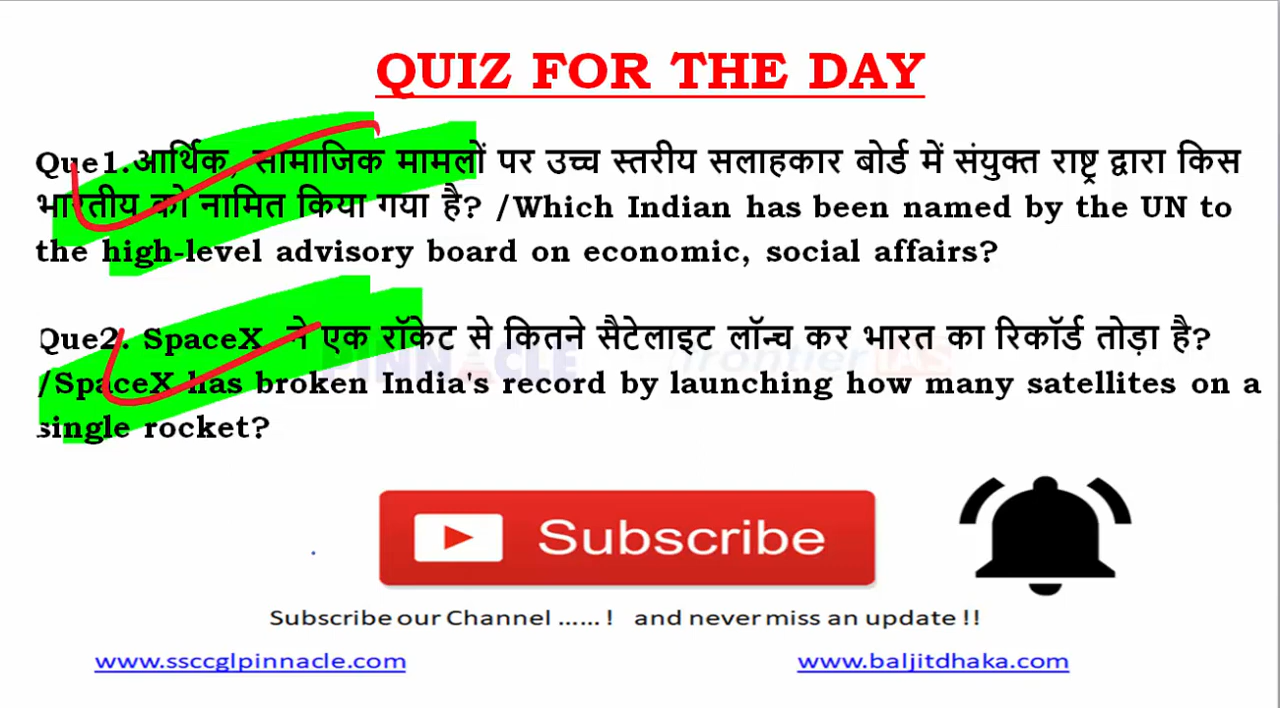 QUIZ FOR THE DAY
Que1.आर्थिक, सामाजिक मामलों पर उच्च स्तरीय सलाहकार बोर्ड में संयुक्त राष्ट्र द्वारा किस
भारतीय को नामित किया गया है? /Which Indian has been named by the UN to
the high-level advisory board on economic, social affairs?
Que2. SpaceX ने एक रॉकेट से कितने सैटेलाइट लॉन्च कर भारत का रिकॉर्ड तोड़ा है?
PINNACLE frontier IAS
/SpaceX has broken India's record by launching how many satellites on a
single rocket?
Subscribe
Subscribe our Channel ...... ! and never miss an update !!
www.ssccglpinnacle.com www.baljitdhaka.com